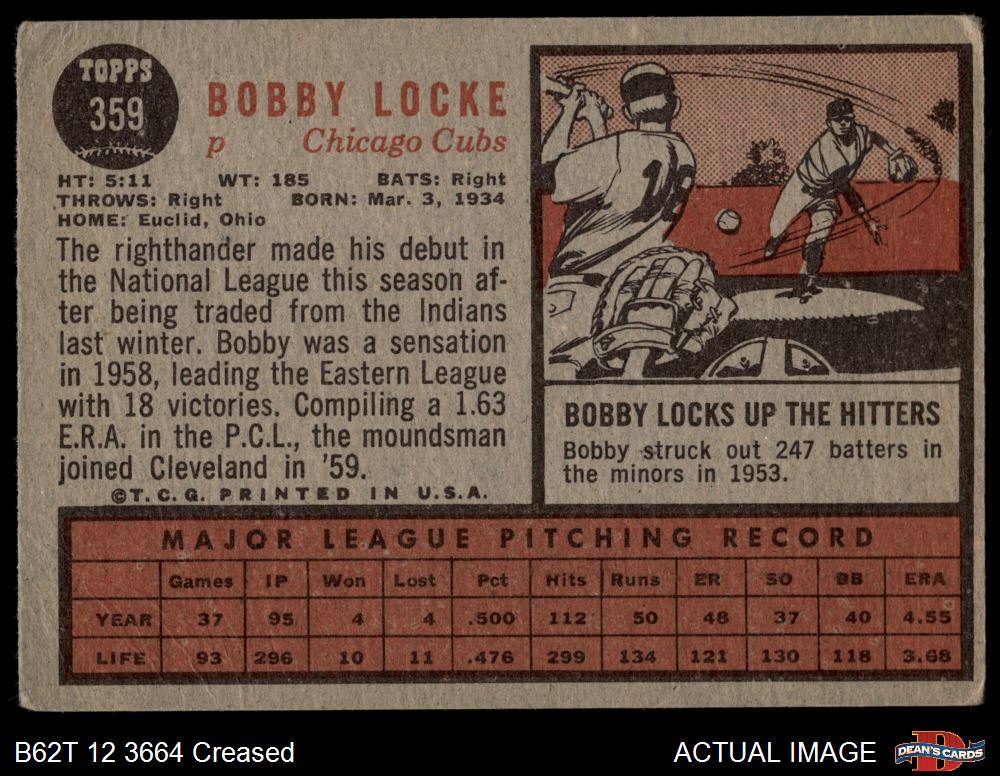 TOPPS
359
BOBBY LOCKE
p Chicago Cubs
HT: 5:11 WT: 185 BATS: Right
THROWS: Right BORN: Mar. 3, 1934
HOME: Euclid, Ohio
The righthander made his debut in
the National League this season af-
ter being traded from the Indians
last winter. Bobby was a sensation
in 1958, leading the Eastern League
with 18 victories. Compiling a 1.63
E.R.A. in the P.C.L., the moundsman
joined Cleveland in '59.
©T.C.G. PRINTED IN U.S.A.
18
BOBBY LOCKS UP THE HITTERS
Bobby struck out 247 batters in
the minors in 1953.
MAJOR LEAGUE PITCHING RECORD
Games IP Won Lost Pct Hits Runs ER SO BB ERA
YEAR 37 95 4 4 .500 112 50 48 37 40 4.55
LIFE 93 296 10 11 .476 299 134 121 130 118 3.68
B62T 12 3664 Creased
ACTUAL IMAGE
D
DEAN'S CARDS